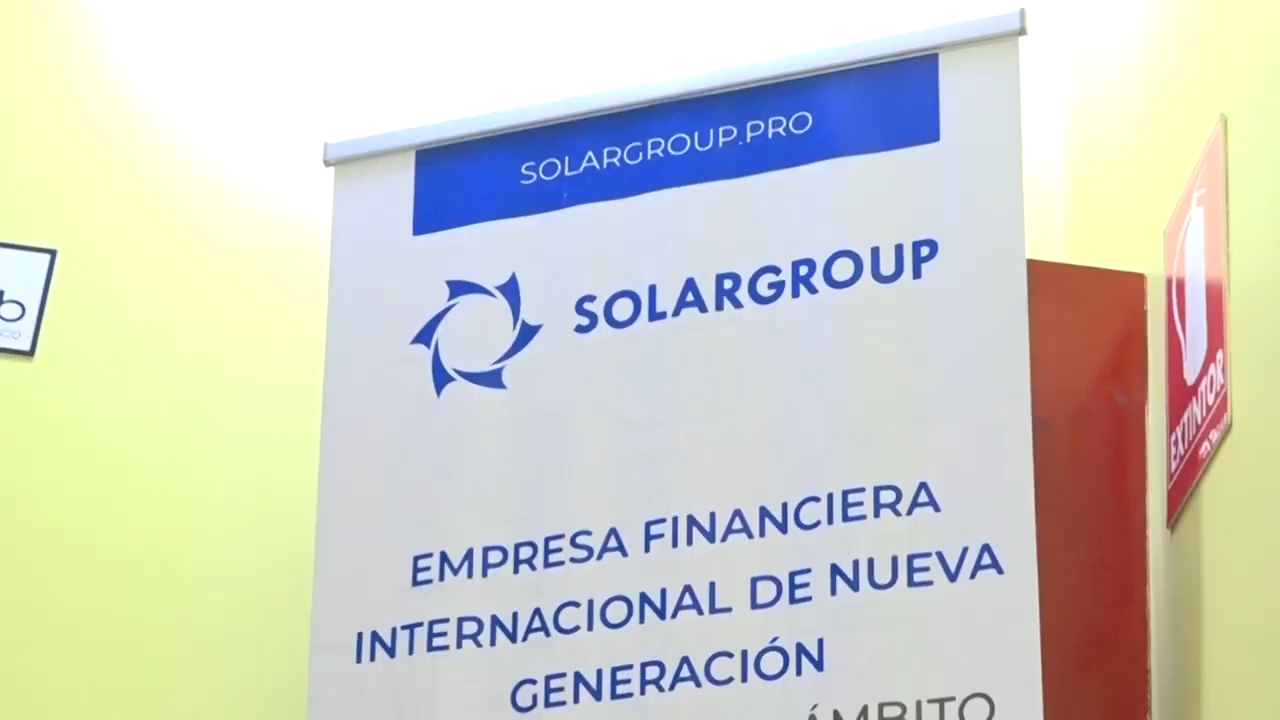 SOLARGROUP.PRO
SOLARGROUP
EMPRESA FINANCIERA
INTERNACIONAL DE NUEVA
GENERACIÓN
ÁMBITO
EXTINTOR